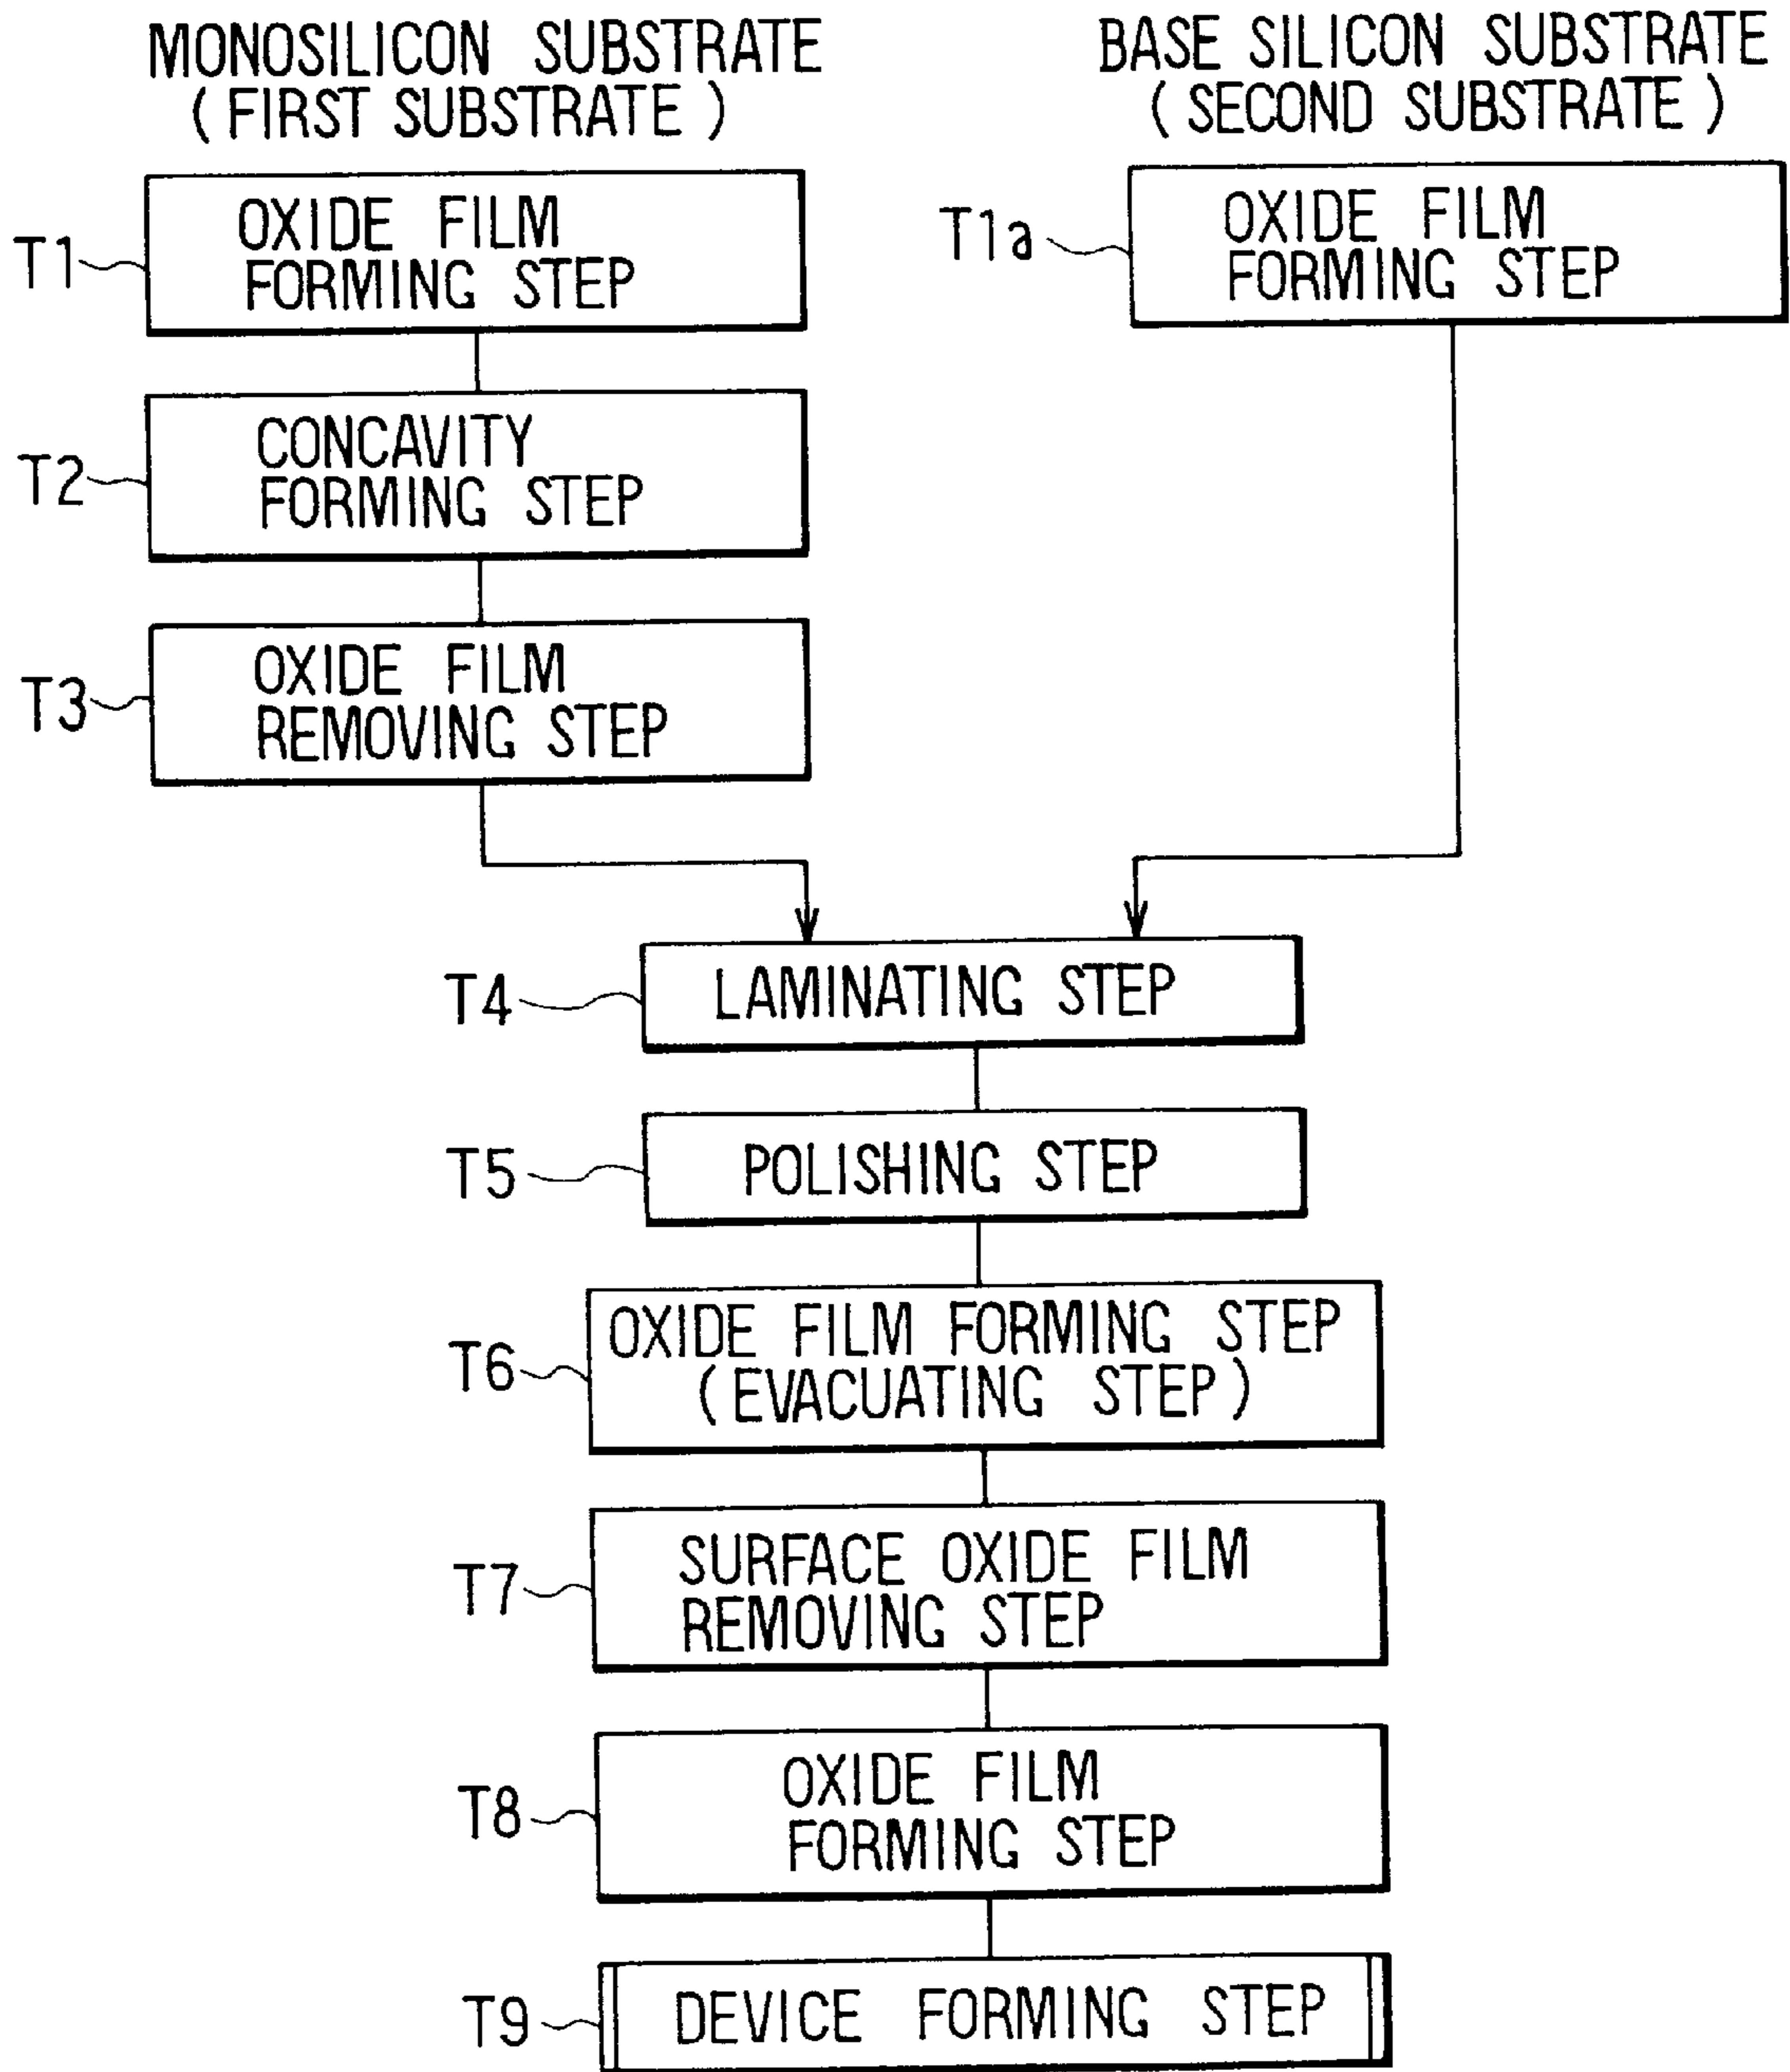 MONOSILICON SUBSTRATE
(FIRST SUBSTRATE)
BASE SILICON SUBSTRATE
(SECOND SUBSTRATE)
T1
OXIDE FILM
FORMING STEP
T1a
OXIDE FILM
FORMING STEP
T2
CONCAVITY
FORMING STEP
T3
OXIDE FILM
REMOVING STEP
T4
LAMINATING STEP
T5
POLISHING STEP
T6
OXIDE FILM FORMING STEP
(EVACUATING STEP)
T7
SURFACE OXIDE FILM
REMOVING STEP
T8
OXIDE FILM
FORMING STEP
T9
DEVICE FORMING STEP